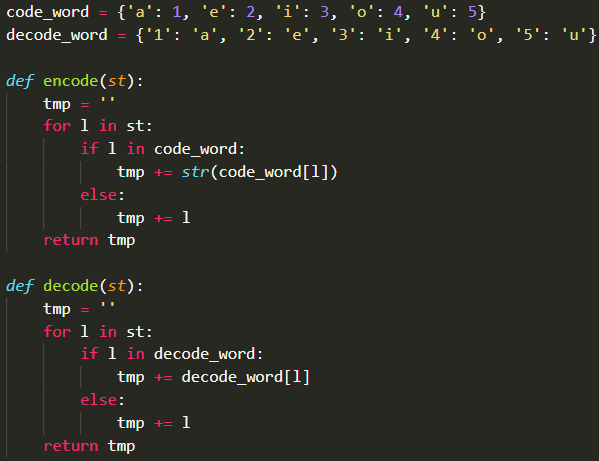 code_word = {'a': 1, 'e': 2, 'i': 3, 'o': 4, 'u': 5}
decode_word = {'1': 'a', '2': 'e', '3': 'i', '4': 'o', '5': 'u'}

def encode(st):
    tmp = ''
    for l in st:
        if l in code_word:
            tmp += str(code_word[l])
        else:
            tmp += l
    return tmp

def decode(st):
    tmp = ''
    for l in st:
        if l in decode_word:
            tmp += decode_word[l]
        else:
            tmp += l
    return tmp